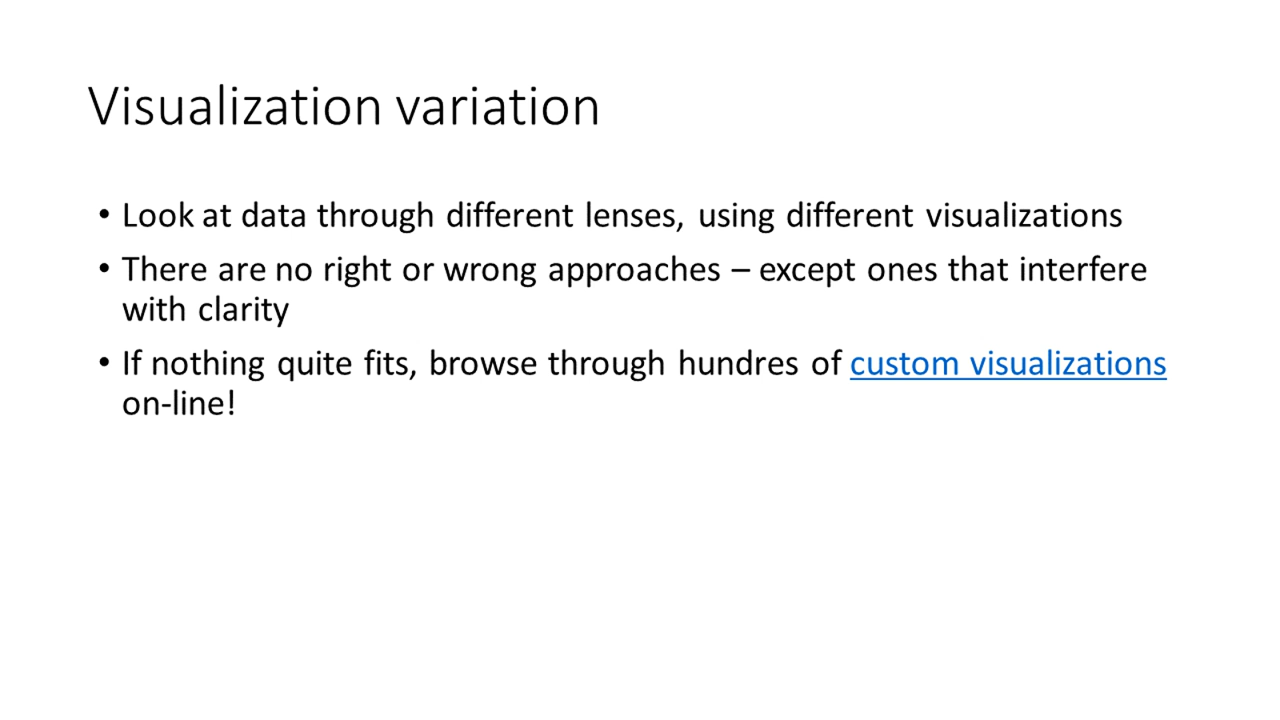 Visualization variation
• Look at data through different lenses, using different visualizations
• There are no right or wrong approaches – except ones that interfere
with clarity
• If nothing quite fits, browse through hundres of custom visualizations
on-line!